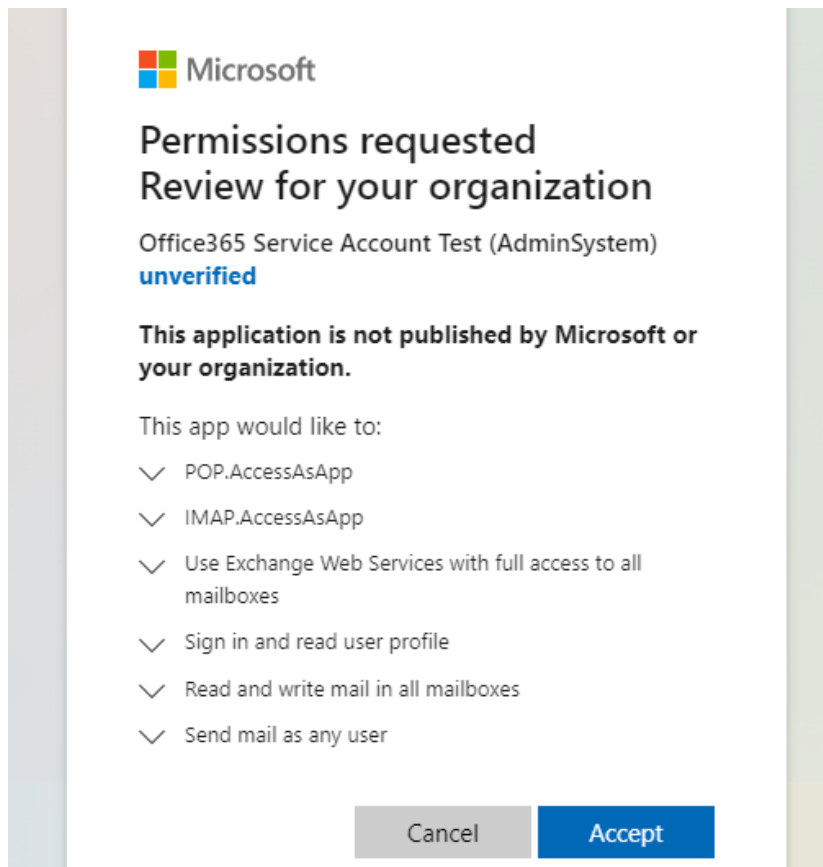 Microsoft
Permissions requested
Review for your organization
Office365 Service Account Test (AdminSystem)
unverified
This application is not published by Microsoft or
your organization.
This app would like to:
POP.AccessAsApp
IMAP.AccessAsApp
Use Exchange Web Services with full access to all
mailboxes
Sign in and read user profile
Read and write mail in all mailboxes
Send mail as any user
Cancel Accept